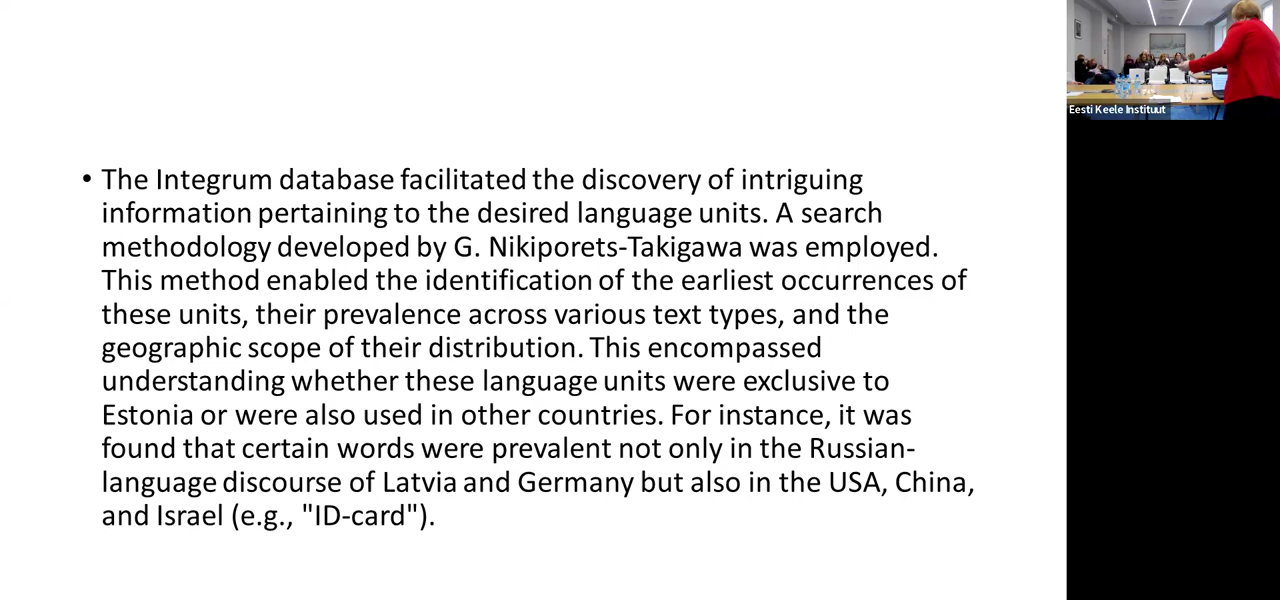 • The Integrum database facilitated the discovery of intriguing
information pertaining to the desired language units. A search
methodology developed by G. Nikiporets-Takigawa was employed.
This method enabled the identification of the earliest occurrences of
these units, their prevalence across various text types, and the
geographic scope of their distribution. This encompassed
understanding whether these language units were exclusive to
Estonia or were also used in other countries. For instance, it was
found that certain words were prevalent not only in the Russian-
language discourse of Latvia and Germany but also in the USA, China,
and Israel (e.g., "ID-card").
Eesti Keele Instituut